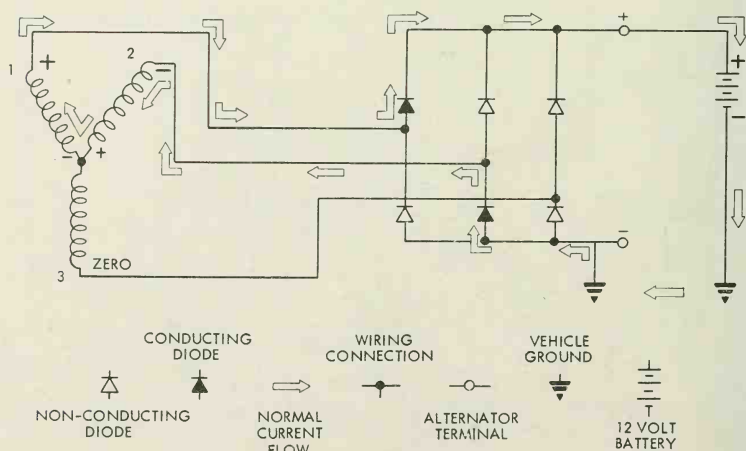 1
2
+
−
−
+
3
ZERO
+
−
+
−
CONDUCTING
DIODE
WIRING
CONNECTION
VEHICLE
GROUND
NON-CONDUCTING
DIODE
NORMAL
CURRENT
FLOW
ALTERNATOR
TERMINAL
12 VOLT
BATTERY